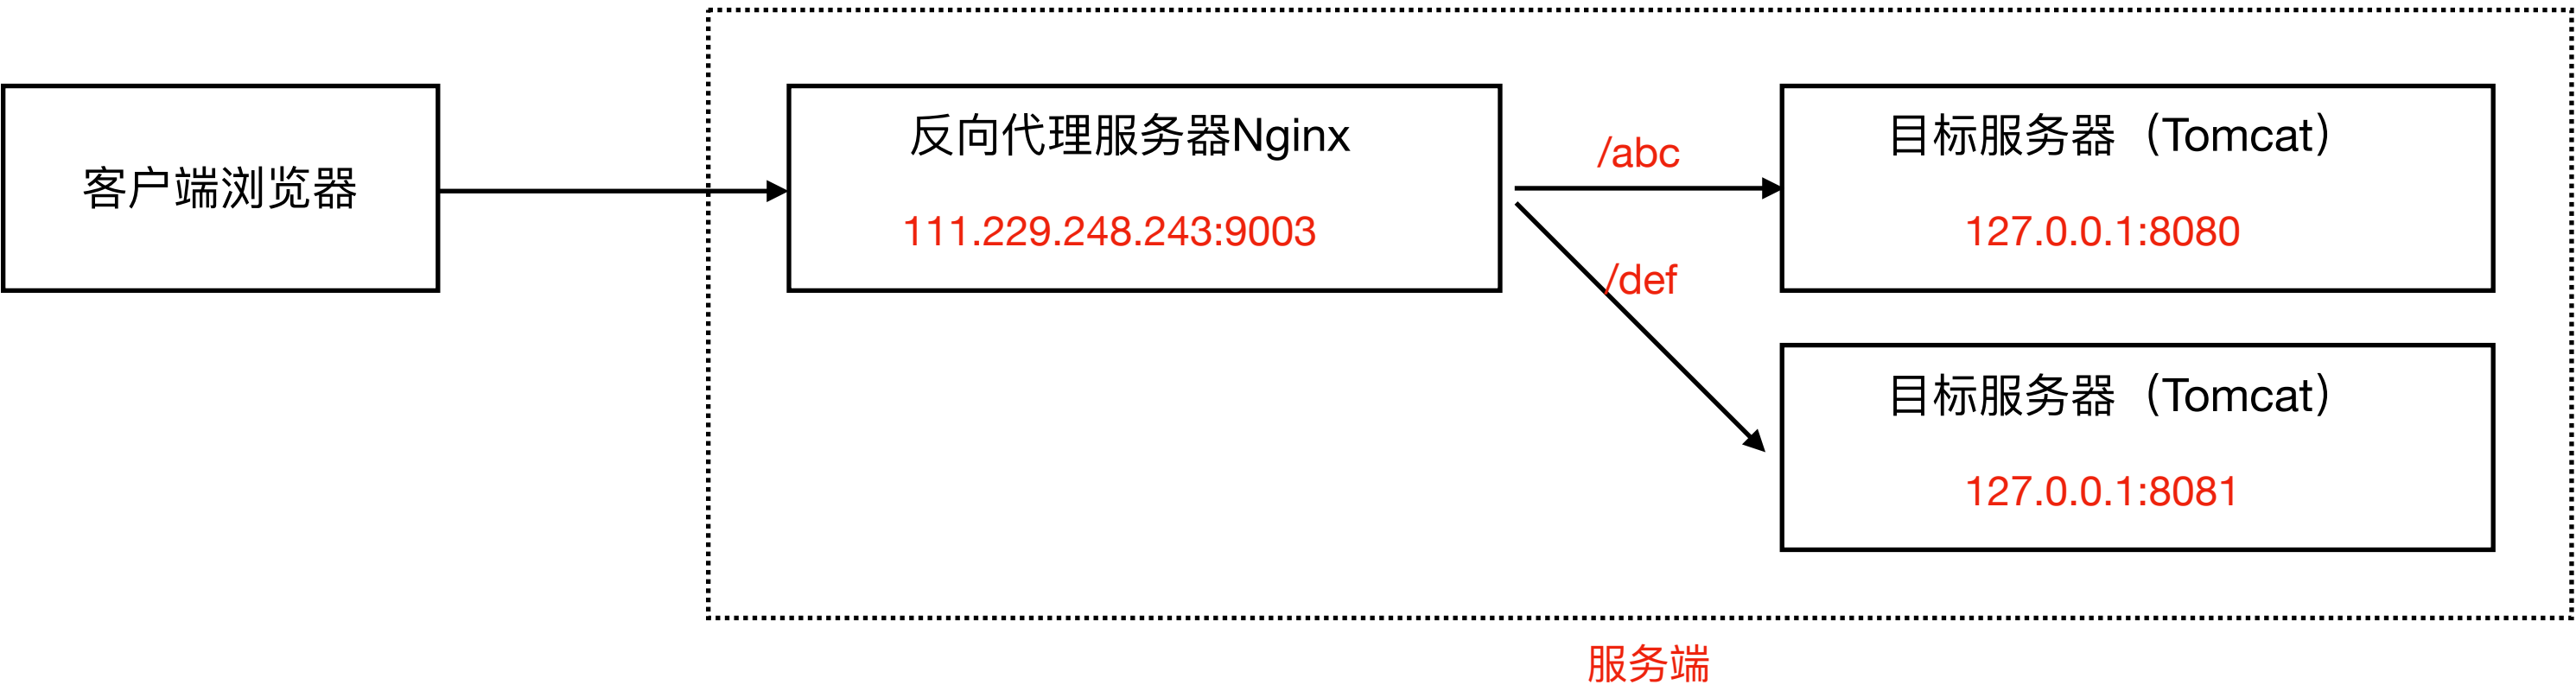 客户端浏览器
反向代理服务器Nginx
111.229.248.243:9003
/abc
/def
目标服务器（Tomcat）
127.0.0.1:8080
目标服务器（Tomcat）
127.0.0.1:8081
服务端